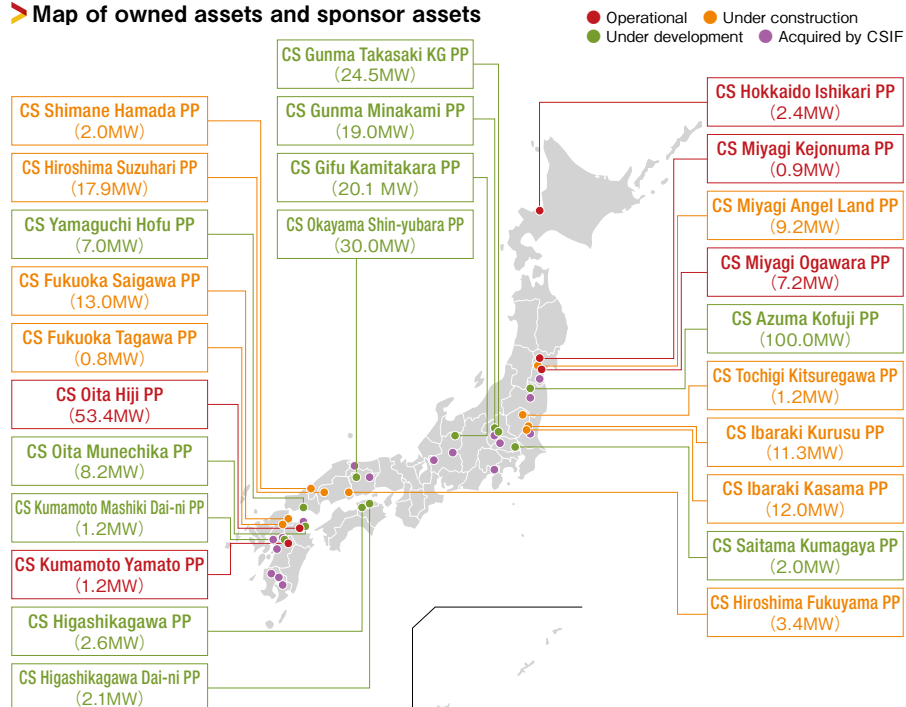 Map of owned assets and sponsor assets
Operational
Under construction
Under development
Acquired by CSIF
CS Gunma Takasaki KG PP
(24.5MW)
CS Gunma Minakami PP
(19.0MW)
CS Gifu Kamitakara PP
(20.1 MW)
CS Okayama Shin-yubara PP
(30.0MW)
CS Shimane Hamada PP
(2.0MW)
CS Hiroshima Suzuhari PP
(17.9MW)
CS Yamaguchi Hofu PP
(7.0MW)
CS Fukuoka Saigawa PP
(13.0MW)
CS Fukuoka Tagawa PP
(0.8MW)
CS Oita Hiji PP
(53.4MW)
CS Oita Munechika PP
(8.2MW)
CS Kumamoto Mashiki Dai-ni PP
(1.2MW)
CS Kumamoto Yamato PP
(1.2MW)
CS Higashikagawa PP
(2.6MW)
CS Higashikagawa Dai-ni PP
(2.1MW)
CS Hokkaido Ishikari PP
(2.4MW)
CS Miyagi Kejonuma PP
(0.9MW)
CS Miyagi Angel Land PP
(9.2MW)
CS Miyagi Ogawara PP
(7.2MW)
CS Azuma Kofuji PP
(100.0MW)
CS Tochigi Kitsuregawa PP
(1.2MW)
CS Ibaraki Kurusu PP
(11.3MW)
CS Ibaraki Kasama PP
(12.0MW)
CS Saitama Kumagaya PP
(2.0MW)
CS Hiroshima Fukuyama PP
(3.4MW)